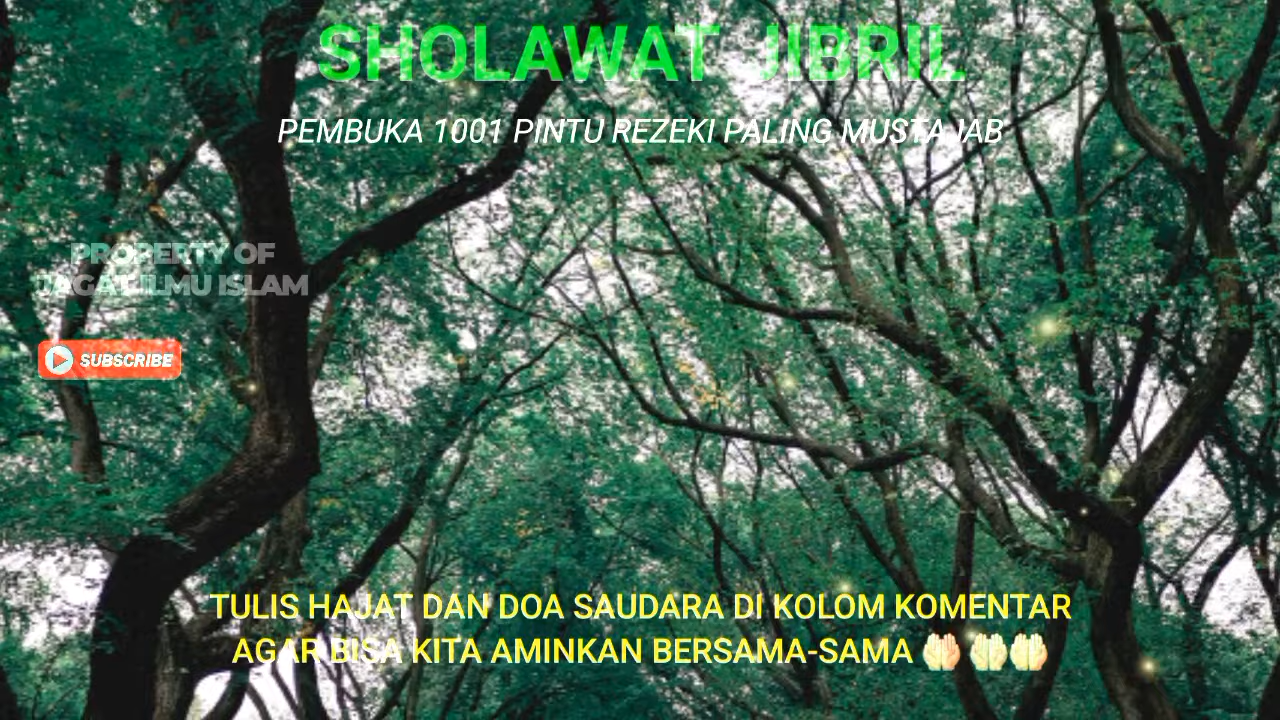 SHOLAWAT JIBRIL
PEMBUKA 1001 PINTU REZEKI PALING MUSTAJAB
PROPERTY OF
JAGAT ILMU ISLAM
SUBSCRIBE
TULIS HAJAT DAN DOA SAUDARA DI KOLOM KOMENTAR
AGAR BISA KITA AMINKAN BERSAMA-SAMA 🤲🏻 🤲🏻🤲🏻